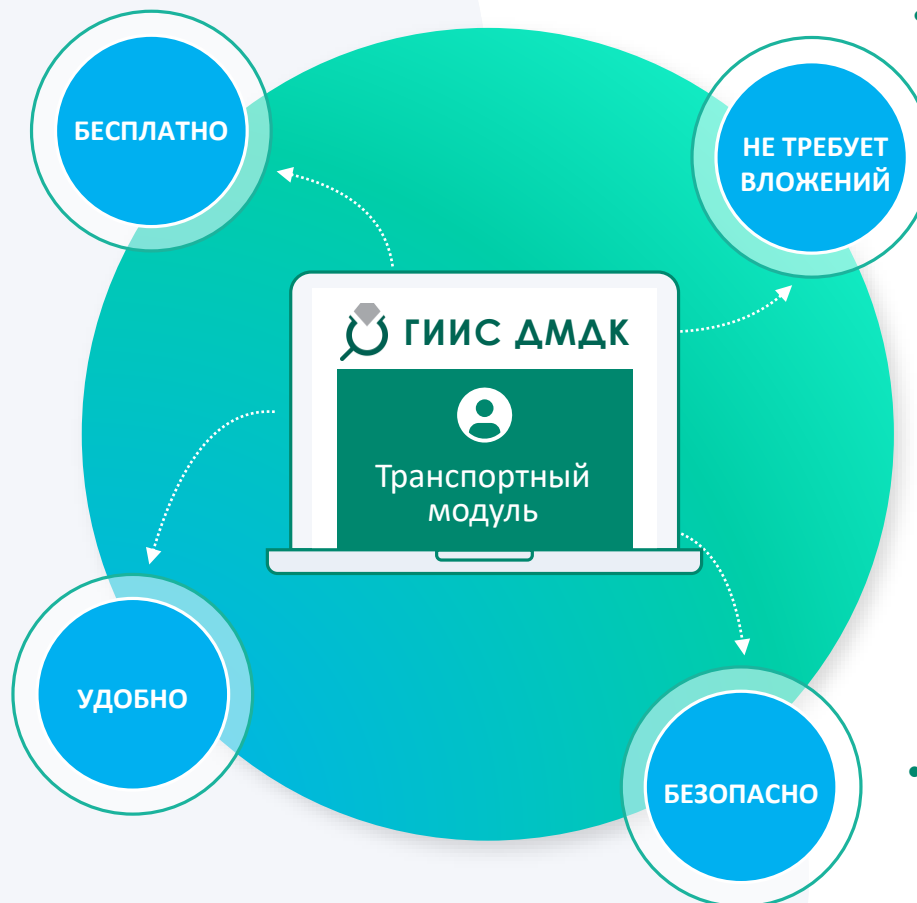 БЕСПЛАТНО
НЕ ТРЕБУЕТ
ВЛОЖЕНИЙ
ГИИС ДМДК
Транспортный
модуль
УДОБНО
БЕЗОПАСНО